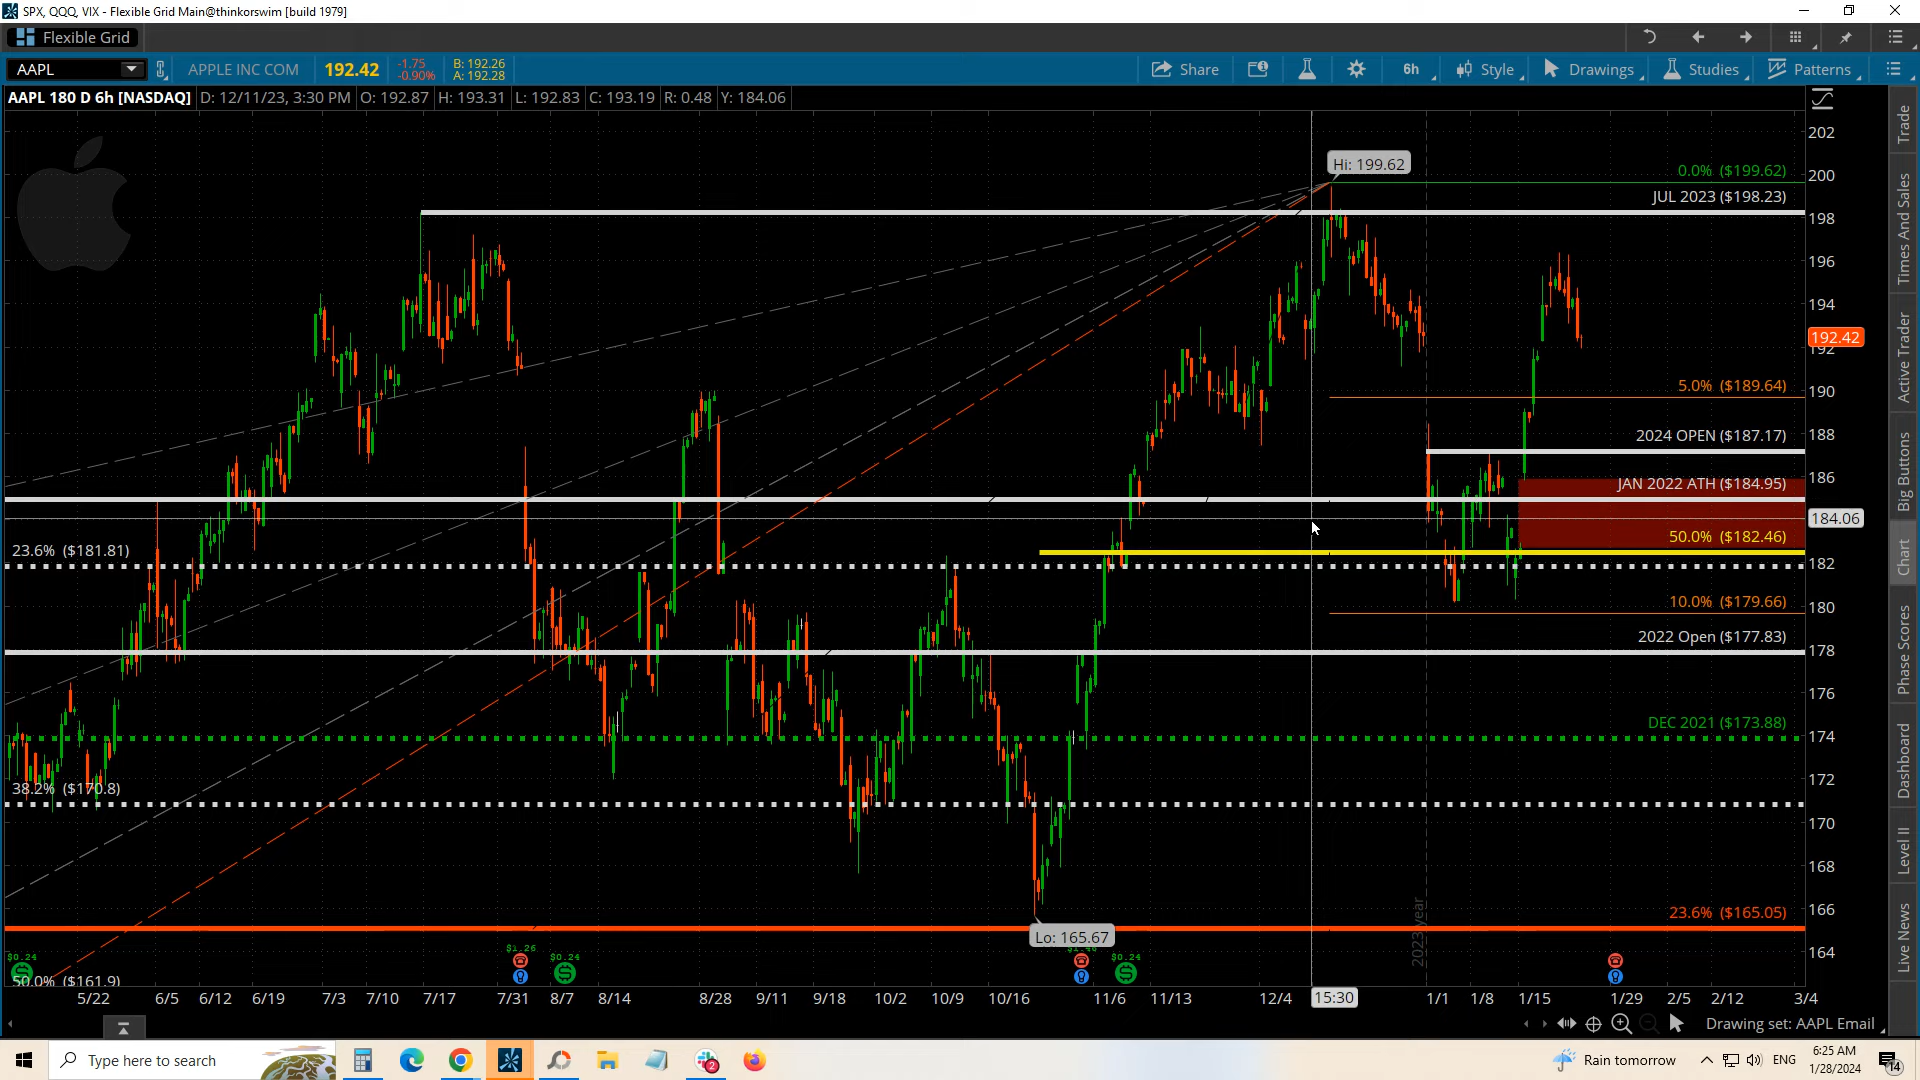 SPX, QQQ, VIX - Flexible Grid Main@thinkorswim [build 1979]
Flexible Grid
AAPL APPLE INC COM 192.42 -1.75 -0.90% B: 192.26 A: 192.28 Share 6h Style Drawings Studies Patterns
AAPL 180 D 6h [NASDAQ] D: 12/11/23, 3:30 PM O: 192.87 H: 193.31 L: 192.83 C: 193.19 R: 0.48 Y: 184.06
202
Hi: 199.62
0.0% ($199.62)
200
JUL 2023 ($198.23)
198
196
194
192.42
192
5.0% ($189.64)
190
2024 OPEN ($187.17)
188
JAN 2022 ATH ($184.95)
186
184.06
50.0% ($182.46)
23.6% ($181.81)
182
10.0% ($179.66)
180
2022 Open ($177.83)
178
176
DEC 2021 ($173.88)
174
172
38.2% ($170.8)
170
168
23.6% ($165.05)
166
Lo: 165.67
164
2023 year
$0.24 $1.26 $0.24 $0.24
50.0% ($161.9)
5/22 6/5 6/12 6/19 7/3 7/10 7/17 7/31 8/7 8/14 8/28 9/11 9/18 10/2 10/9 10/16 11/6 11/13 12/4 15:30 1/1 1/8 1/15 1/29 2/5 2/12 3/4
Drawing set: AAPL Email
Trade
Times And Sales
Active Trader
Big Buttons
Chart
Phase Scores
Dashboard
Level II
Live News
Type here to search
2
Rain tomorrow
ENG
6:25 AM
1/28/2024
14